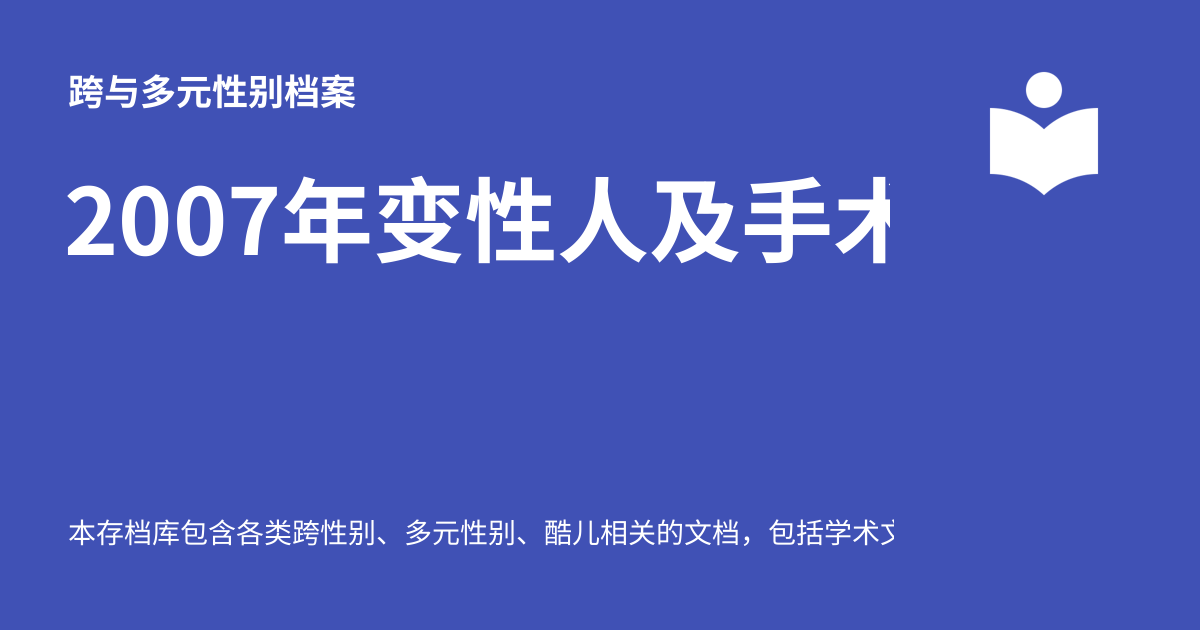 跨与多元性别档案
2007年变性人及手术
本存档库包含各类跨性别、多元性别、酷儿相关的文档，包括学术文